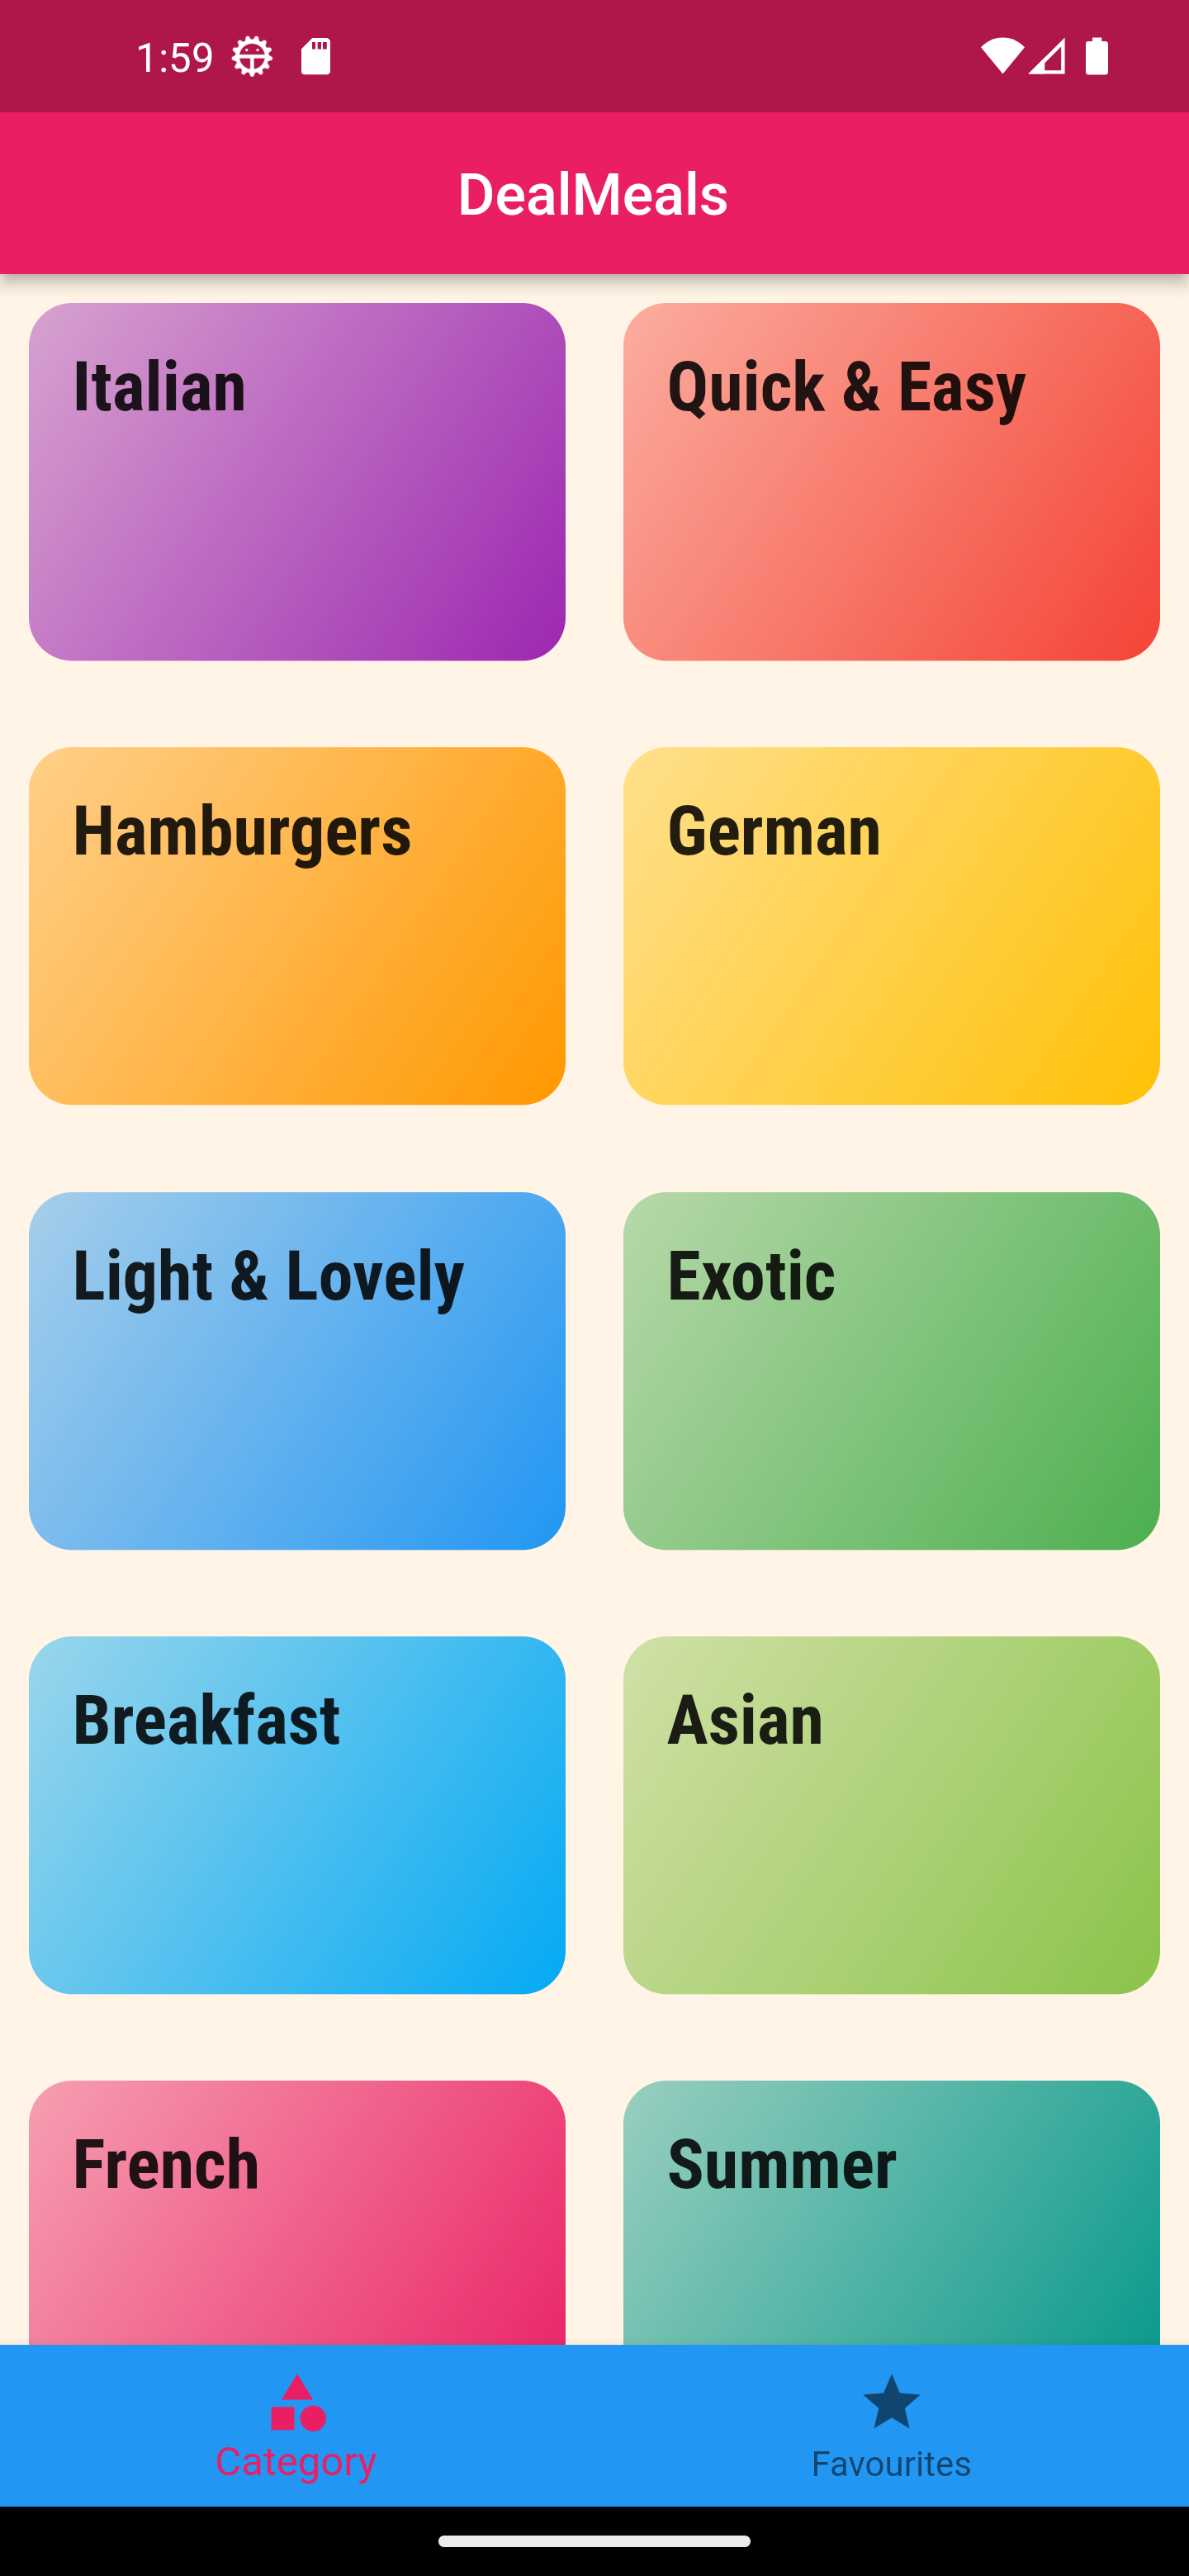 1:59
DealMeals
Italian
Quick & Easy
Hamburgers
German
Light & Lovely
Exotic
Breakfast
Asian
French
Summer
Category
Favourites